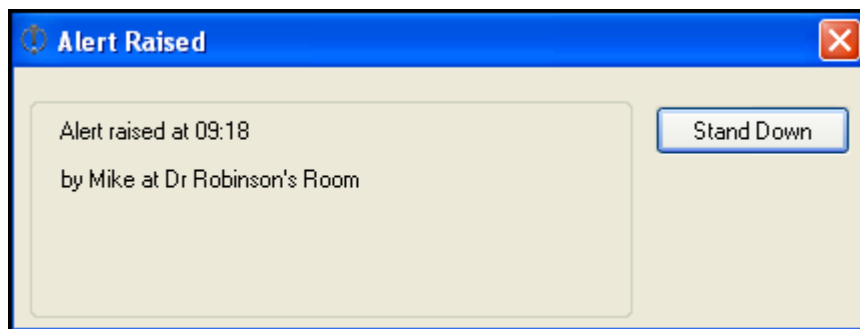 Alert Raised
Alert raised at 09:18
Stand Down
by Mike at Dr Robinson's Room